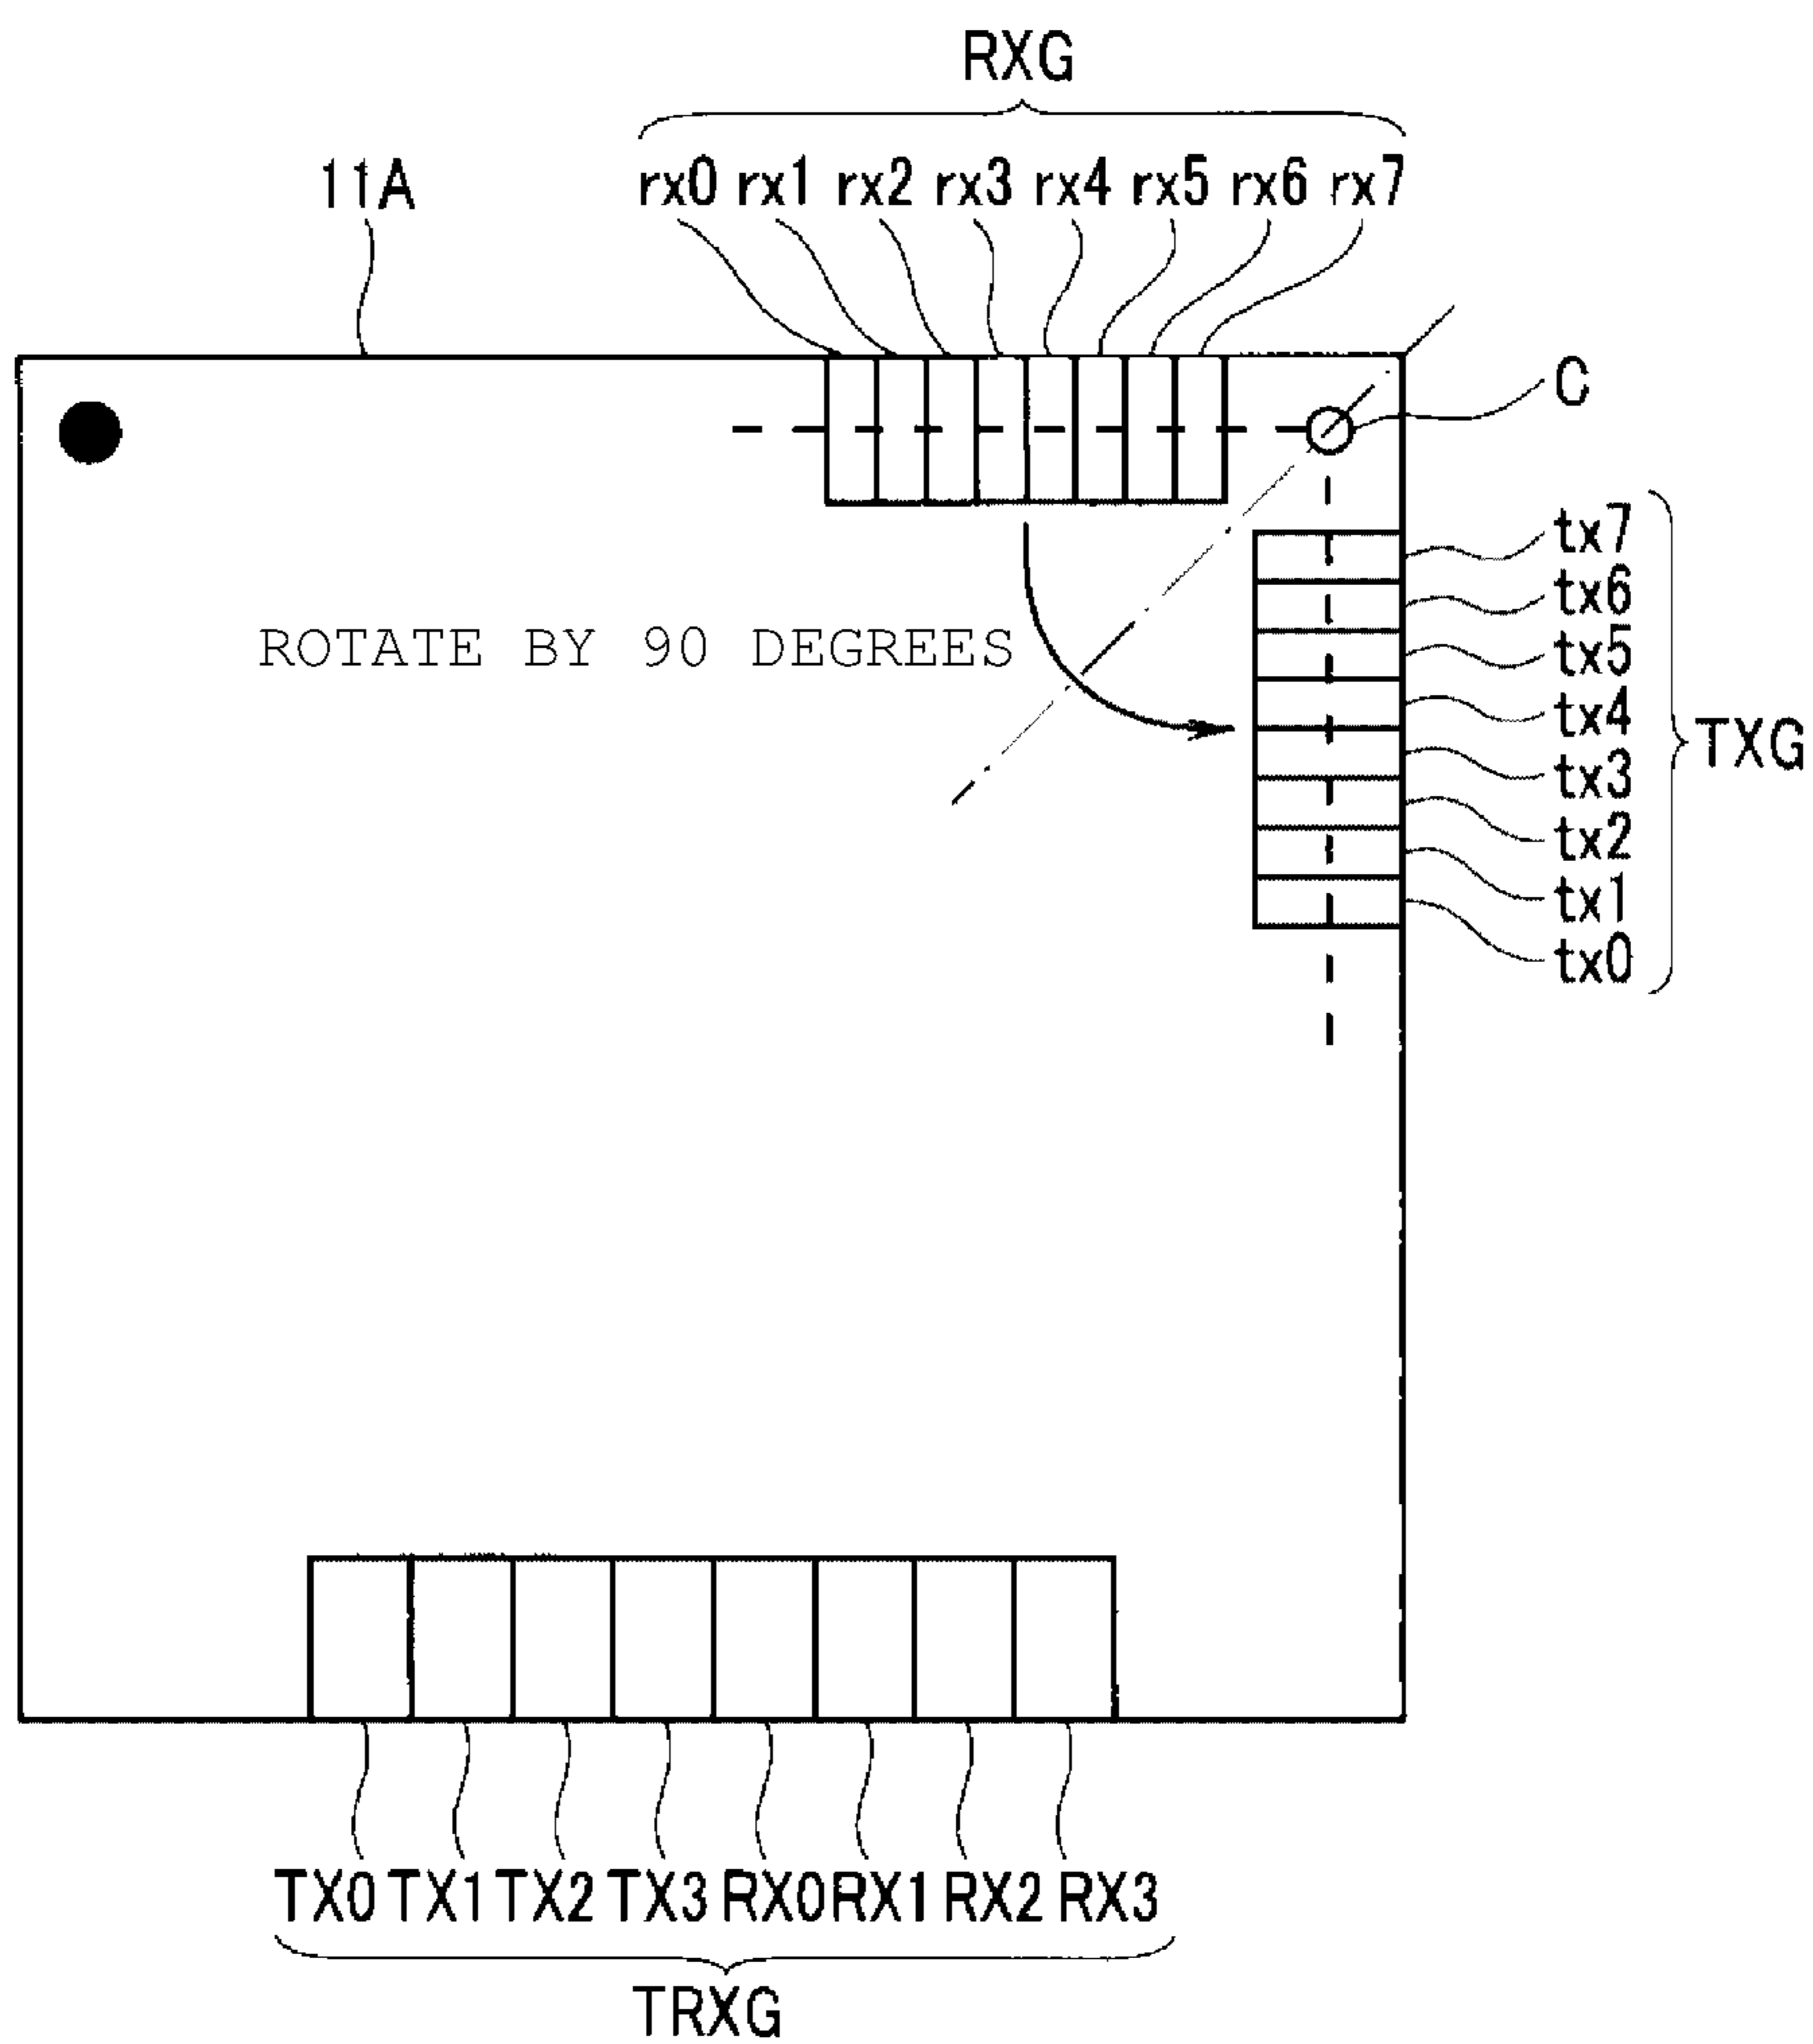 RXG
11A
rx0 rx1 rx2 rx3 rx4 rx5 rx6 rx7
C
tx7
tx6
ROTATE BY 90 DEGREES
tx5
tx4
TXG
tx3
tx2
tx1
tx0
TX0 TX1 TX2 TX3 RX0 RX1 RX2 RX3
TRXG